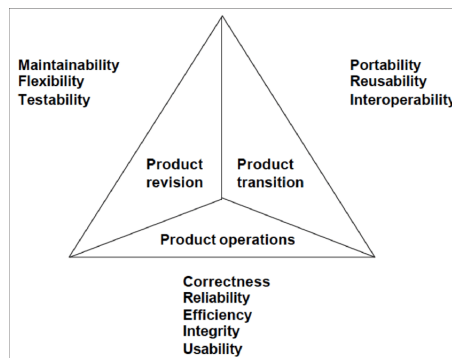 Maintainability
Flexibility
Testability
Portability
Reusability
Interoperability
Product
revision
Product
transition
Product operations
Correctness
Reliability
Efficiency
Integrity
Usability